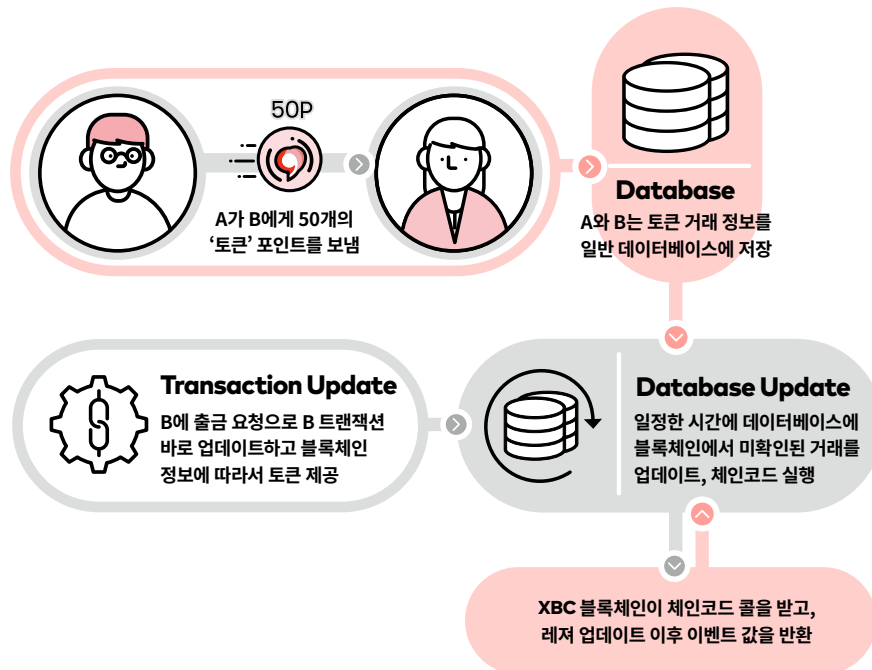 50P
A가 B에게 50개의
‘토큰’ 포인트를 보냄
Database
A와 B는 토큰 거래 정보를
일반 데이터베이스에 저장
Transaction Update
B에 출금 요청으로 B 트랜잭션
바로 업데이트하고 블록체인
정보에 따라서 토큰 제공
Database Update
일정한 시간에 데이터베이스에
블록체인에서 미확인된 거래를
업데이트, 체인코드 실행
XBC 블록체인이 체인코드 콜을 받고,
레져 업데이트 이후 이벤트 값을 반환